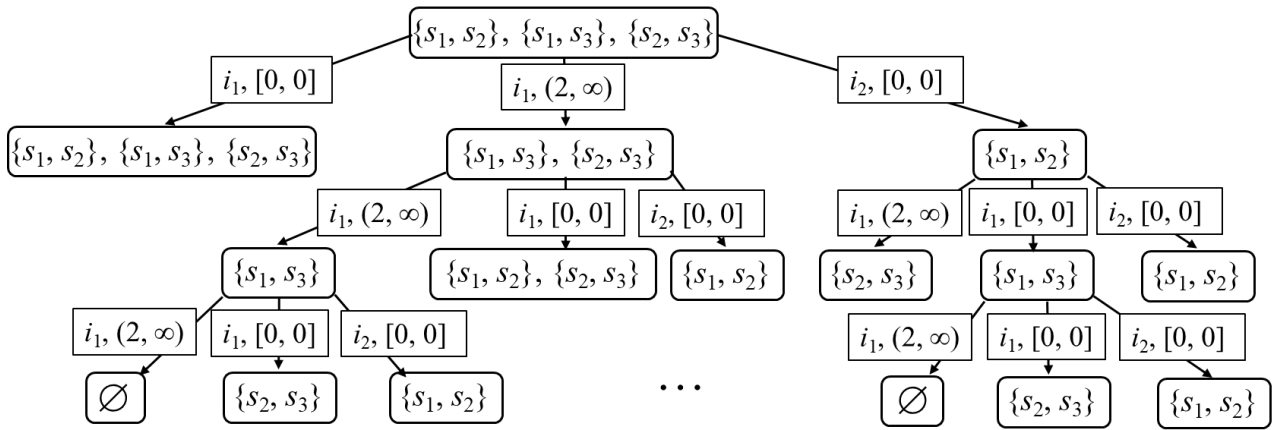 {s₁, s₂}, {s₁, s₃}, {s₂, s₃}
i₁, [0, 0]
i₁, (2, ∞)
i₂, [0, 0]
{s₁, s₂}, {s₁, s₃}, {s₂, s₃}
{s₁, s₃}, {s₂, s₃}
{s₁, s₂}
i₁, (2, ∞)
i₁, [0, 0]
i₂, [0, 0]
i₁, (2, ∞)
i₁, [0, 0]
i₂, [0, 0]
{s₁, s₃}
{s₁, s₂}, {s₂, s₃}
{s₁, s₂}
{s₂, s₃}
{s₁, s₃}
{s₁, s₂}
i₁, (2, ∞)
i₁, [0, 0]
i₂, [0, 0]
i₁, (2, ∞)
i₁, [0, 0]
i₂, [0, 0]
∅
{s₂, s₃}
{s₁, s₂}
...
∅
{s₂, s₃}
{s₁, s₂}